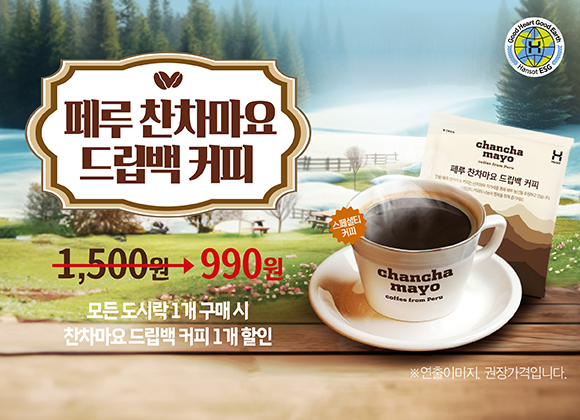 Good Heart Good Earth
Hansot ESG
페루 찬차마요
드립백 커피
1,500원 → 990원
모든 도시락 1개 구매 시
찬차마요 드립백 커피 1개 할인
chancha
mayo
coffee from Peru
페루 찬차마요 드립백 커피
스페셜티
커피
chancha
mayo
coffee from Peru
※연출이미지, 권장가격입니다.